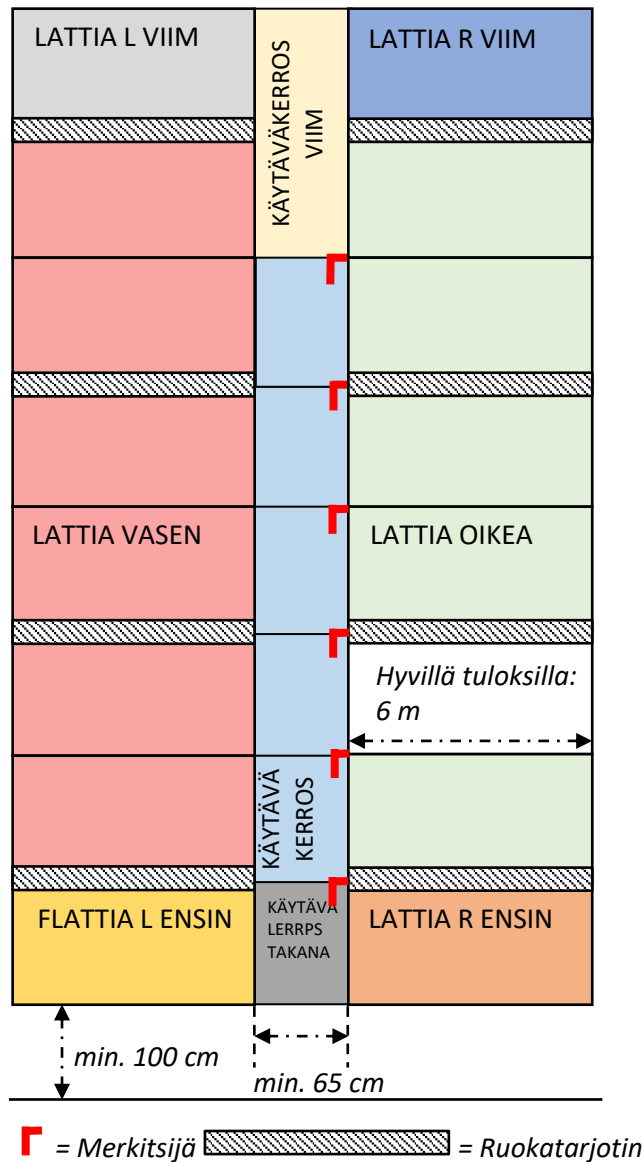 LATTIA L VIIM
KÄYTÄVÄKERROS
VIIM
LATTIA R VIIM
LATTIA VASEN
LATTIA OIKEA
Hyvillä tuloksilla:
6 m
KÄYTÄVÄ
KERROS
FLATTIA L ENSIN
KÄYTÄVA
LERRPS
TAKANA
LATTIA R ENSIN
min. 100 cm
min. 65 cm
= Merkitsijä
= Ruokatarjotin